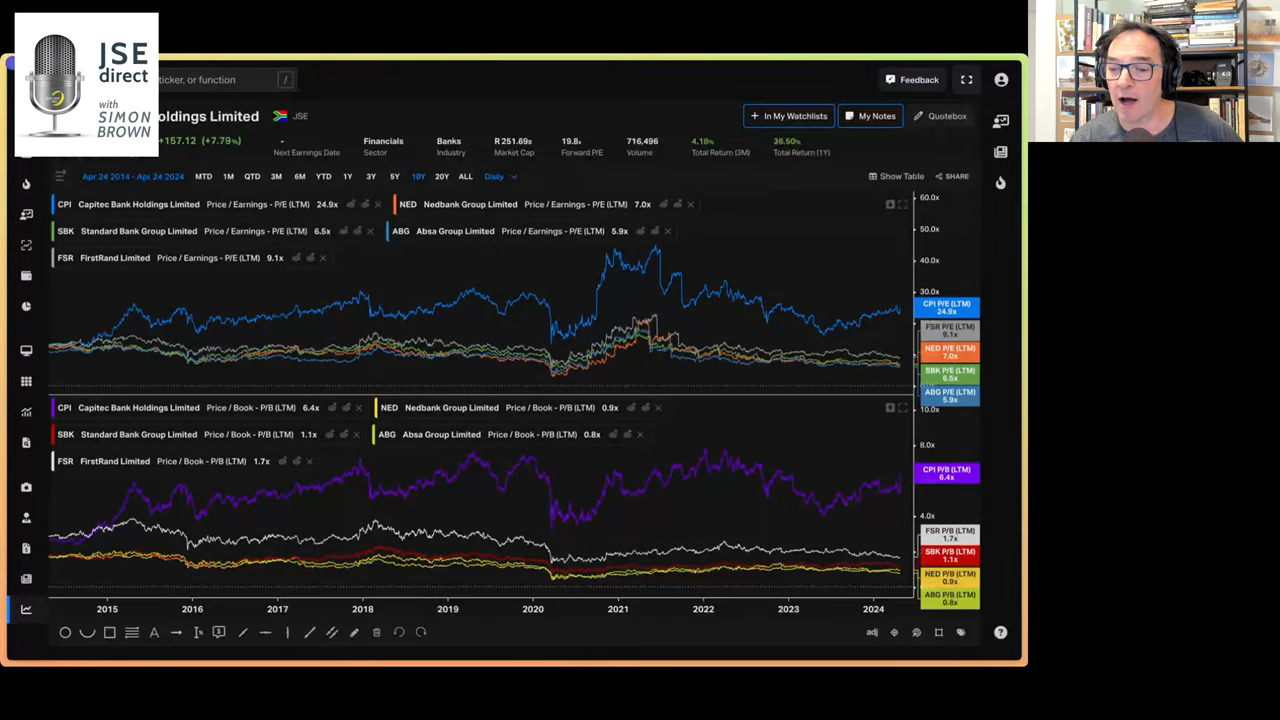 JSE
direct
with
SIMON
BROWN
ticker, or function
/
Feedback
oldings Limited
JSE
+ In My Watchlists
My Notes
Quotebox
+157.12 (+7.79%)
-
Next Earnings Date
Financials
Sector
Banks
Industry
R 251.69B
Market Cap
19.8x
Forward P/E
716,496
Volume
4.18%
Total Return (3M)
36.50%
Total Return (1Y)
Apr 24 2014 - Apr 24 2024
MTD
1M
QTD
3M
6M
YTD
1Y
3Y
5Y
10Y
20Y
ALL
Daily
Show Table
SHARE
CPI Capitec Bank Holdings Limited Price / Earnings - P/E (LTM) 24.9x
NED Nedbank Group Limited Price / Earnings - P/E (LTM) 7.0x
SBK Standard Bank Group Limited Price / Earnings - P/E (LTM) 6.5x
ABG Absa Group Limited Price / Earnings - P/E (LTM) 5.9x
FSR FirstRand Limited Price / Earnings - P/E (LTM) 9.1x
60.0x
50.0x
40.0x
30.0x
CPI P/E (LTM)
24.9x
FSR P/E (LTM)
9.1x
NED P/E (LTM)
7.0x
SBK P/E (LTM)
6.5x
ABG P/E (LTM)
5.9x
CPI Capitec Bank Holdings Limited Price / Book - P/B (LTM) 6.4x
NED Nedbank Group Limited Price / Book - P/B (LTM) 0.9x
SBK Standard Bank Group Limited Price / Book - P/B (LTM) 1.1x
ABG Absa Group Limited Price / Book - P/B (LTM) 0.8x
FSR FirstRand Limited Price / Book - P/B (LTM) 1.7x
10.0x
8.0x
CPI P/B (LTM)
6.4x
4.0x
FSR P/B (LTM)
1.7x
SBK P/B (LTM)
1.1x
NED P/B (LTM)
0.9x
ABG P/B (LTM)
0.8x
2015
2016
2017
2018
2019
2020
2021
2022
2023
2024
A
adj